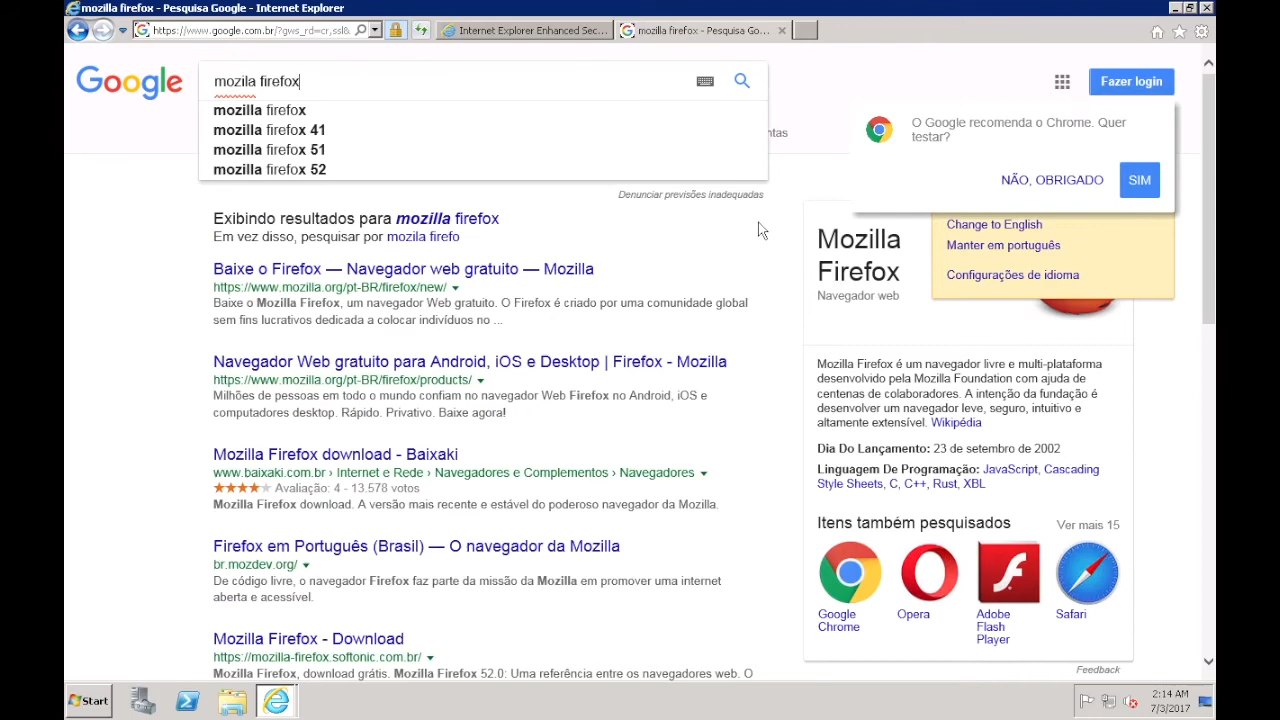 mozilla firefox - Pesquisa Google - Internet Explorer
https://www.google.com.br/?gws_rd=cr,ssl&
Internet Explorer Enhanced Sec...
mozilla firefox - Pesquisa Go...
Google
mozila firefox
Fazer login
mozilla firefox
mozilla firefox 41
mozilla firefox 51
mozilla firefox 52
ntas
O Google recomenda o Chrome. Quer
testar?
NÃO, OBRIGADO
SIM
Denunciar previsões inadequadas
Exibindo resultados para mozilla firefox
Em vez disso, pesquisar por mozila firefo
Baixe o Firefox — Navegador web gratuito — Mozilla
https://www.mozilla.org/pt-BR/firefox/new/
Baixe o Mozilla Firefox, um navegador Web gratuito. O Firefox é criado por uma comunidade global
sem fins lucrativos dedicada a colocar indivíduos no ...
Navegador Web gratuito para Android, iOS e Desktop | Firefox - Mozilla
https://www.mozilla.org/pt-BR/firefox/products/
Milhões de pessoas em todo o mundo confiam no navegador Web Firefox no Android, iOS e
computadores desktop. Rápido. Privativo. Baixe agora!
Mozilla Firefox download - Baixaki
www.baixaki.com.br › Internet e Rede › Navegadores e Complementos › Navegadores
Avaliação: 4 - 13.578 votos
Mozilla Firefox download. A versão mais recente e estável do poderoso navegador da Mozilla.
Firefox em Português (Brasil) — O navegador da Mozilla
br.mozdev.org/
De código livre, o navegador Firefox faz parte da missão da Mozilla em promover uma internet
aberta e acessível.
Mozilla Firefox - Download
https://mozilla-firefox.softonic.com.br/
Mozilla Firefox, download grátis. Mozilla Firefox 52.0: Uma referência entre os navegadores web. O
Change to English
Manter em português
Configurações de idioma
Mozilla
Firefox
Navegador web
Mozilla Firefox é um navegador livre e multi-plataforma
desenvolvido pela Mozilla Foundation com ajuda de
centenas de colaboradores. A intenção da fundação é
desenvolver um navegador leve, seguro, intuitivo e
altamente extensível. Wikipédia
Dia Do Lançamento: 23 de setembro de 2002
Linguagem De Programação: JavaScript, Cascading
Style Sheets, C, C++, Rust, XBL
Itens também pesquisados
Ver mais 15
Google
Chrome
Opera
Adobe
Flash
Player
Safari
Feedback
Start
2:14 AM
7/3/2017